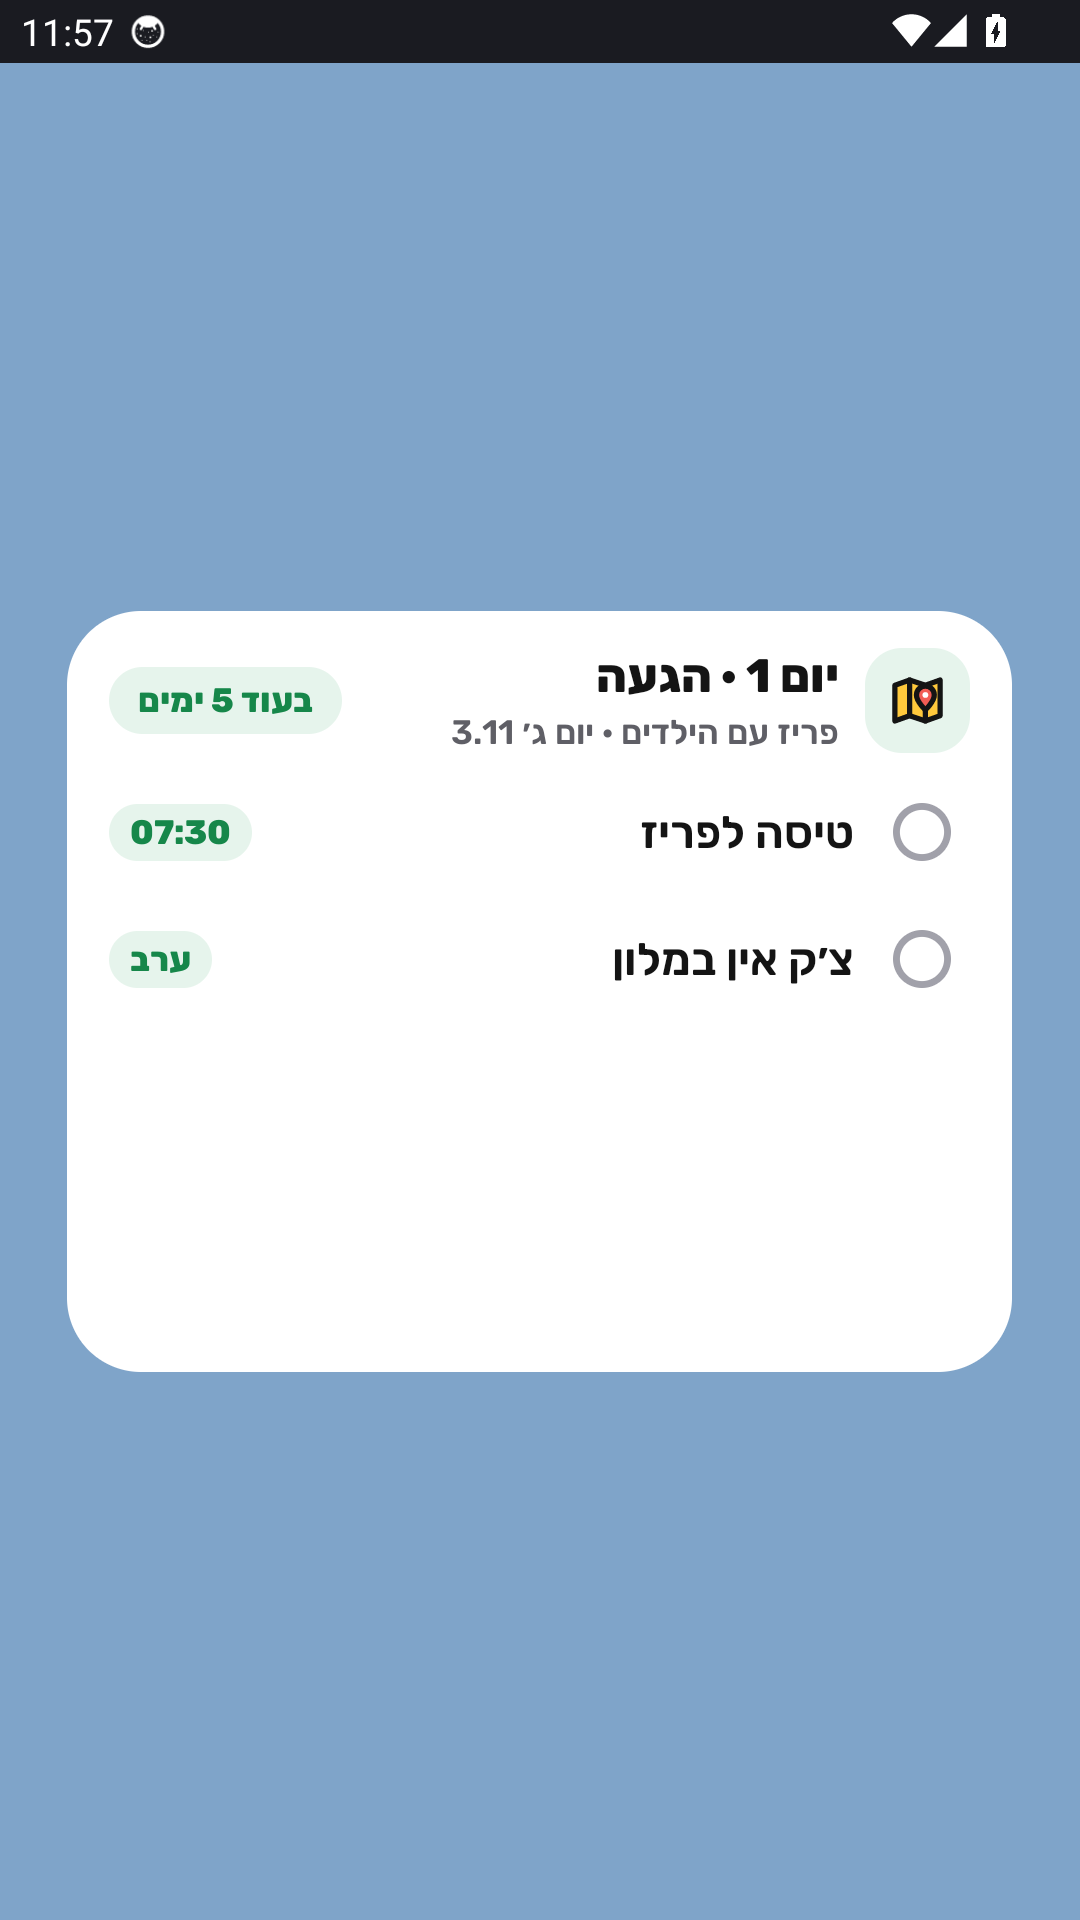 11:57
יום 1 • הגעה
בעוד 5 ימים
פריז עם הילדים • יום ג׳ 3.11
טיסה לפריז
07:30
צ׳ק אין במלון
ערב